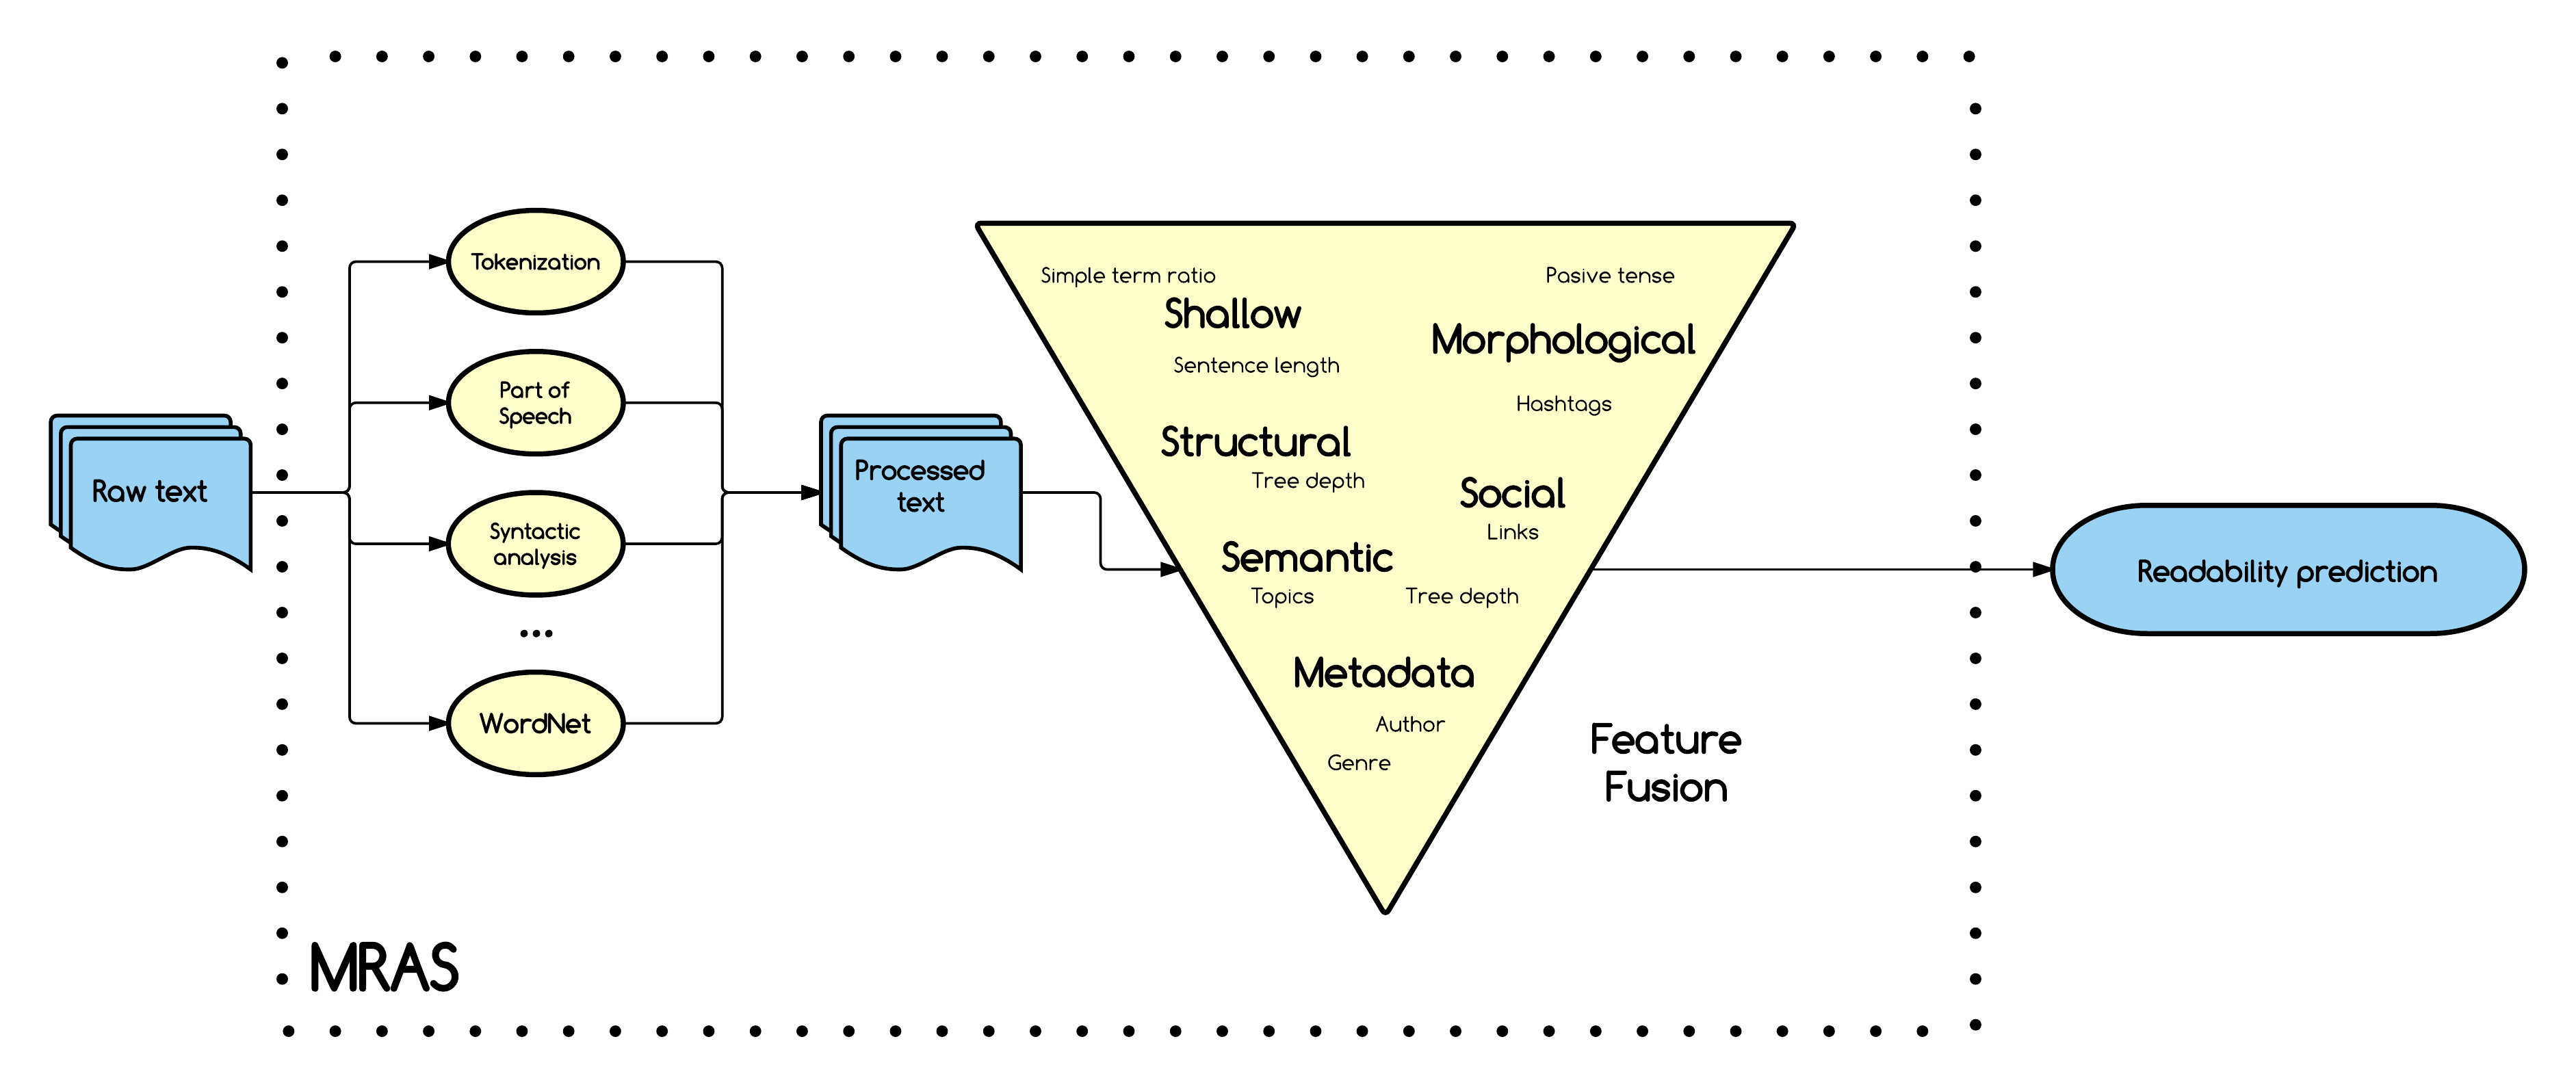 Raw text
Tokenization
Part of
Speech
Syntactic
analysis
...
WordNet
Processed
text
Simple term ratio
Shallow
Sentence length
Pasive tense
Morphological
Hashtags
Structural
Tree depth
Social
Links
Semantic
Topics
Tree depth
Metadata
Author
Genre
Feature
Fusion
Readability prediction
MRAS